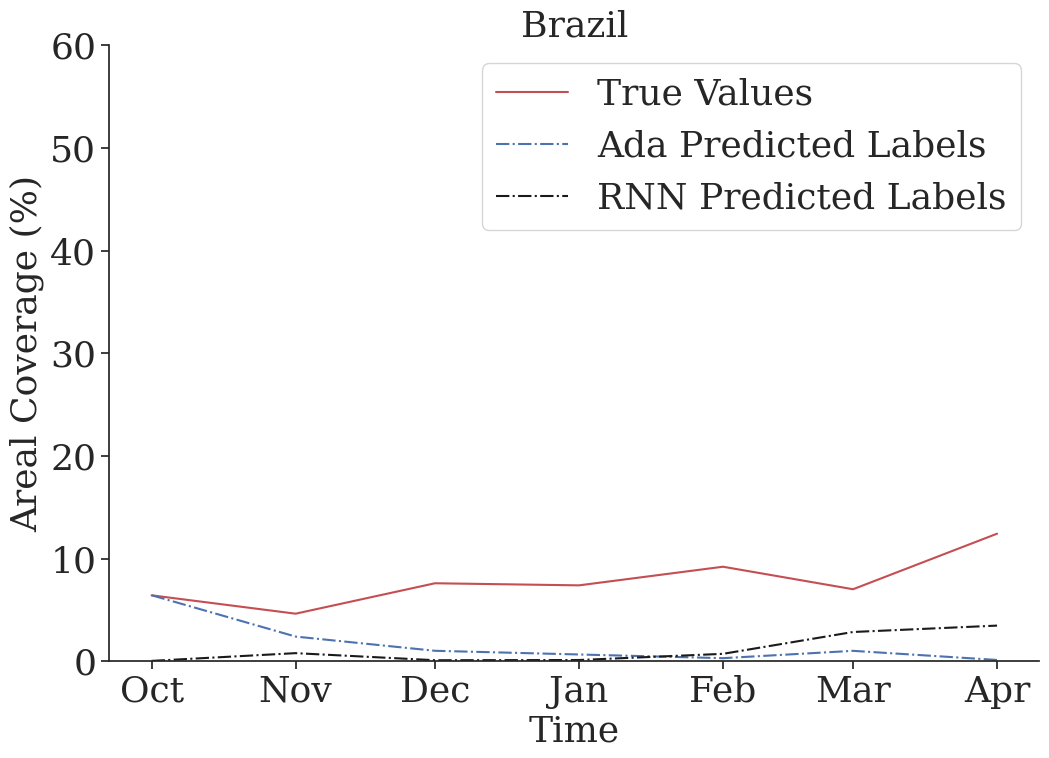 Brazil
True Values
Ada Predicted Labels
RNN Predicted Labels
Areal Coverage (%)
60
50
40
30
20
10
0
Oct Nov Dec Jan Feb Mar Apr
Time